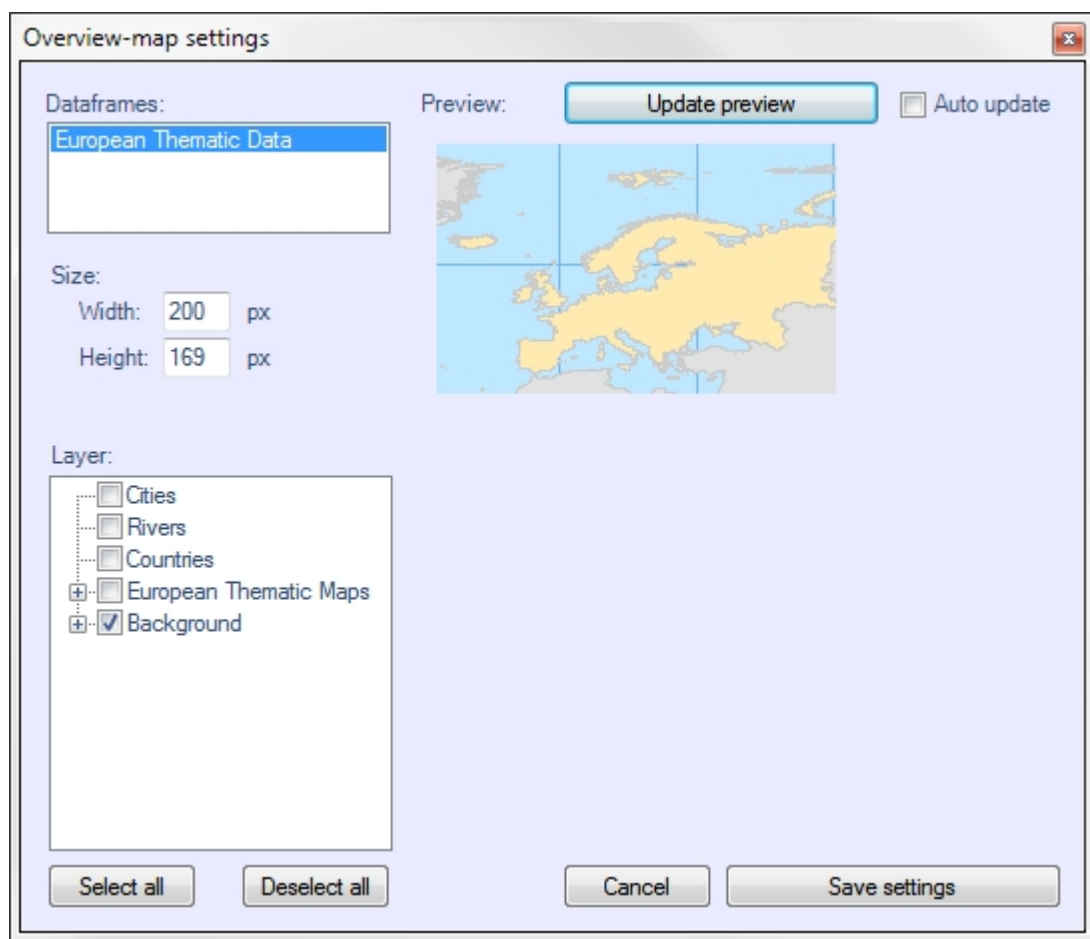 Overview-map settings
Dataframes:
Preview:
Update preview
Auto update
European Thematic Data
Size:
Width: 200 px
Height: 169 px
Layer:
Cities
Rivers
Countries
European Thematic Maps
Background
Select all
Deselect all
Cancel
Save settings